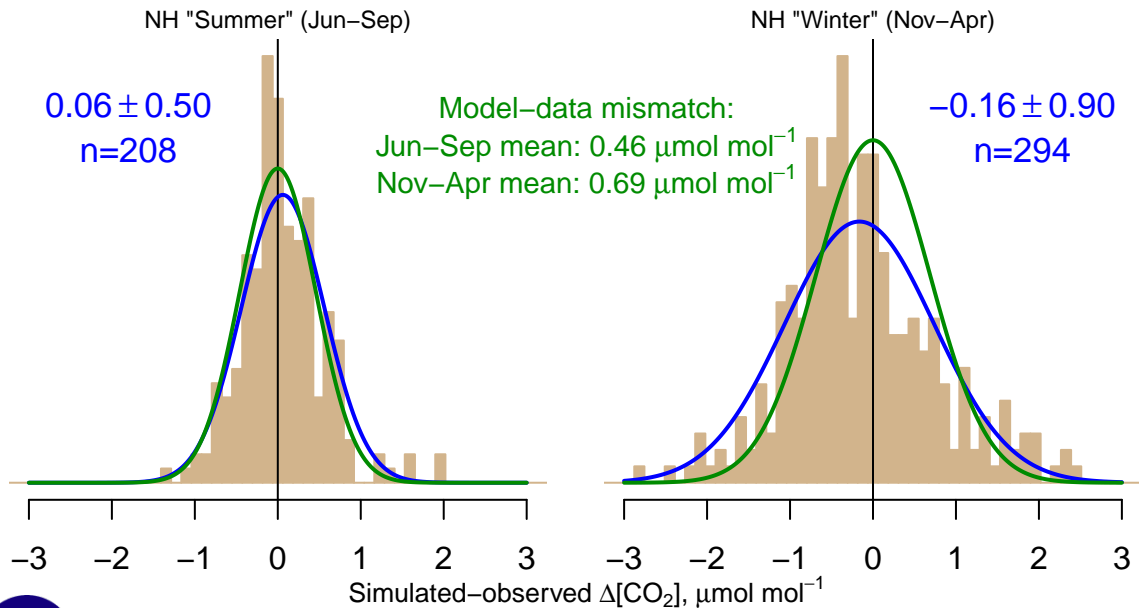 NH "Summer" (Jun−Sep)
0.06 ± 0.50
n=208
Model−data mismatch:
Jun−Sep mean: 0.46 μmol mol⁻¹
Nov−Apr mean: 0.69 μmol mol⁻¹
NH "Winter" (Nov−Apr)
−0.16 ± 0.90
n=294
−3 −2 −1 0 1 2 3
−3 −2 −1 0 1 2 3
Simulated−observed Δ[CO₂], μmol mol⁻¹